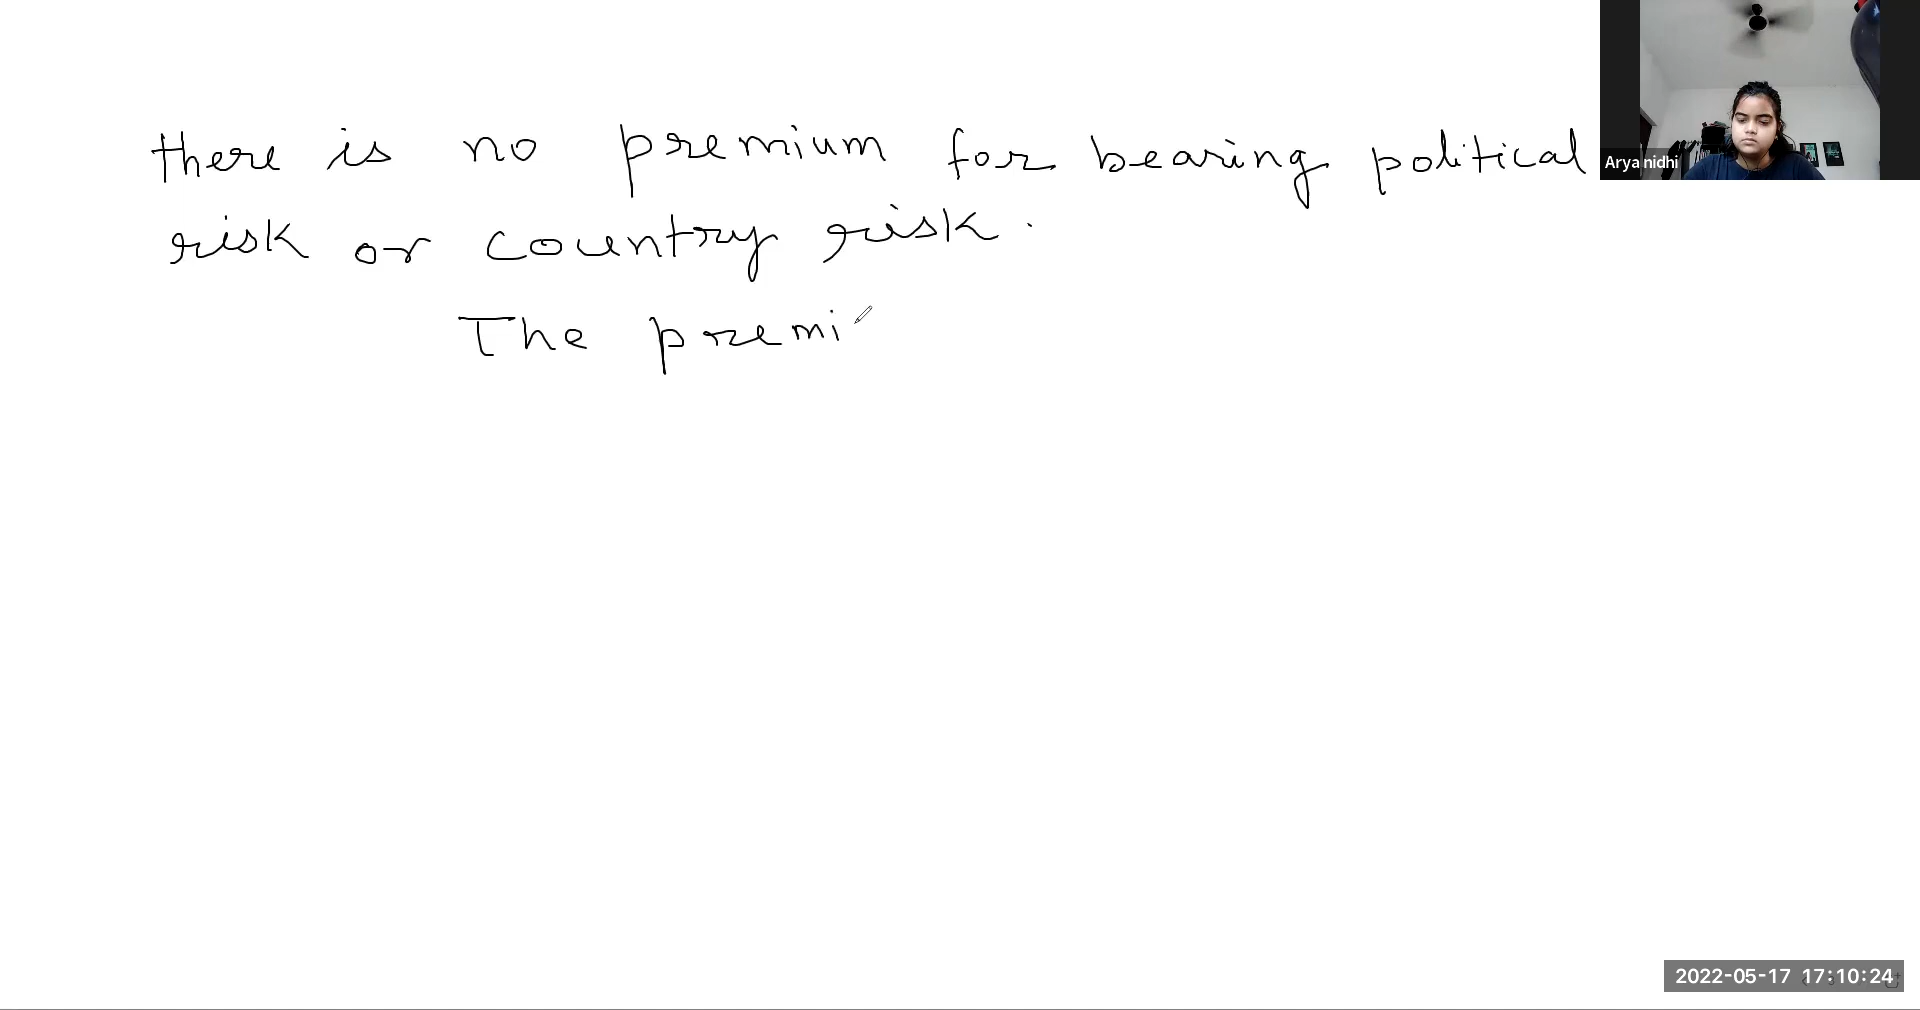 there is no premium for bearing political
risk or country risk.
The premi
Arya nidhi
2022-05-17 17:10:24